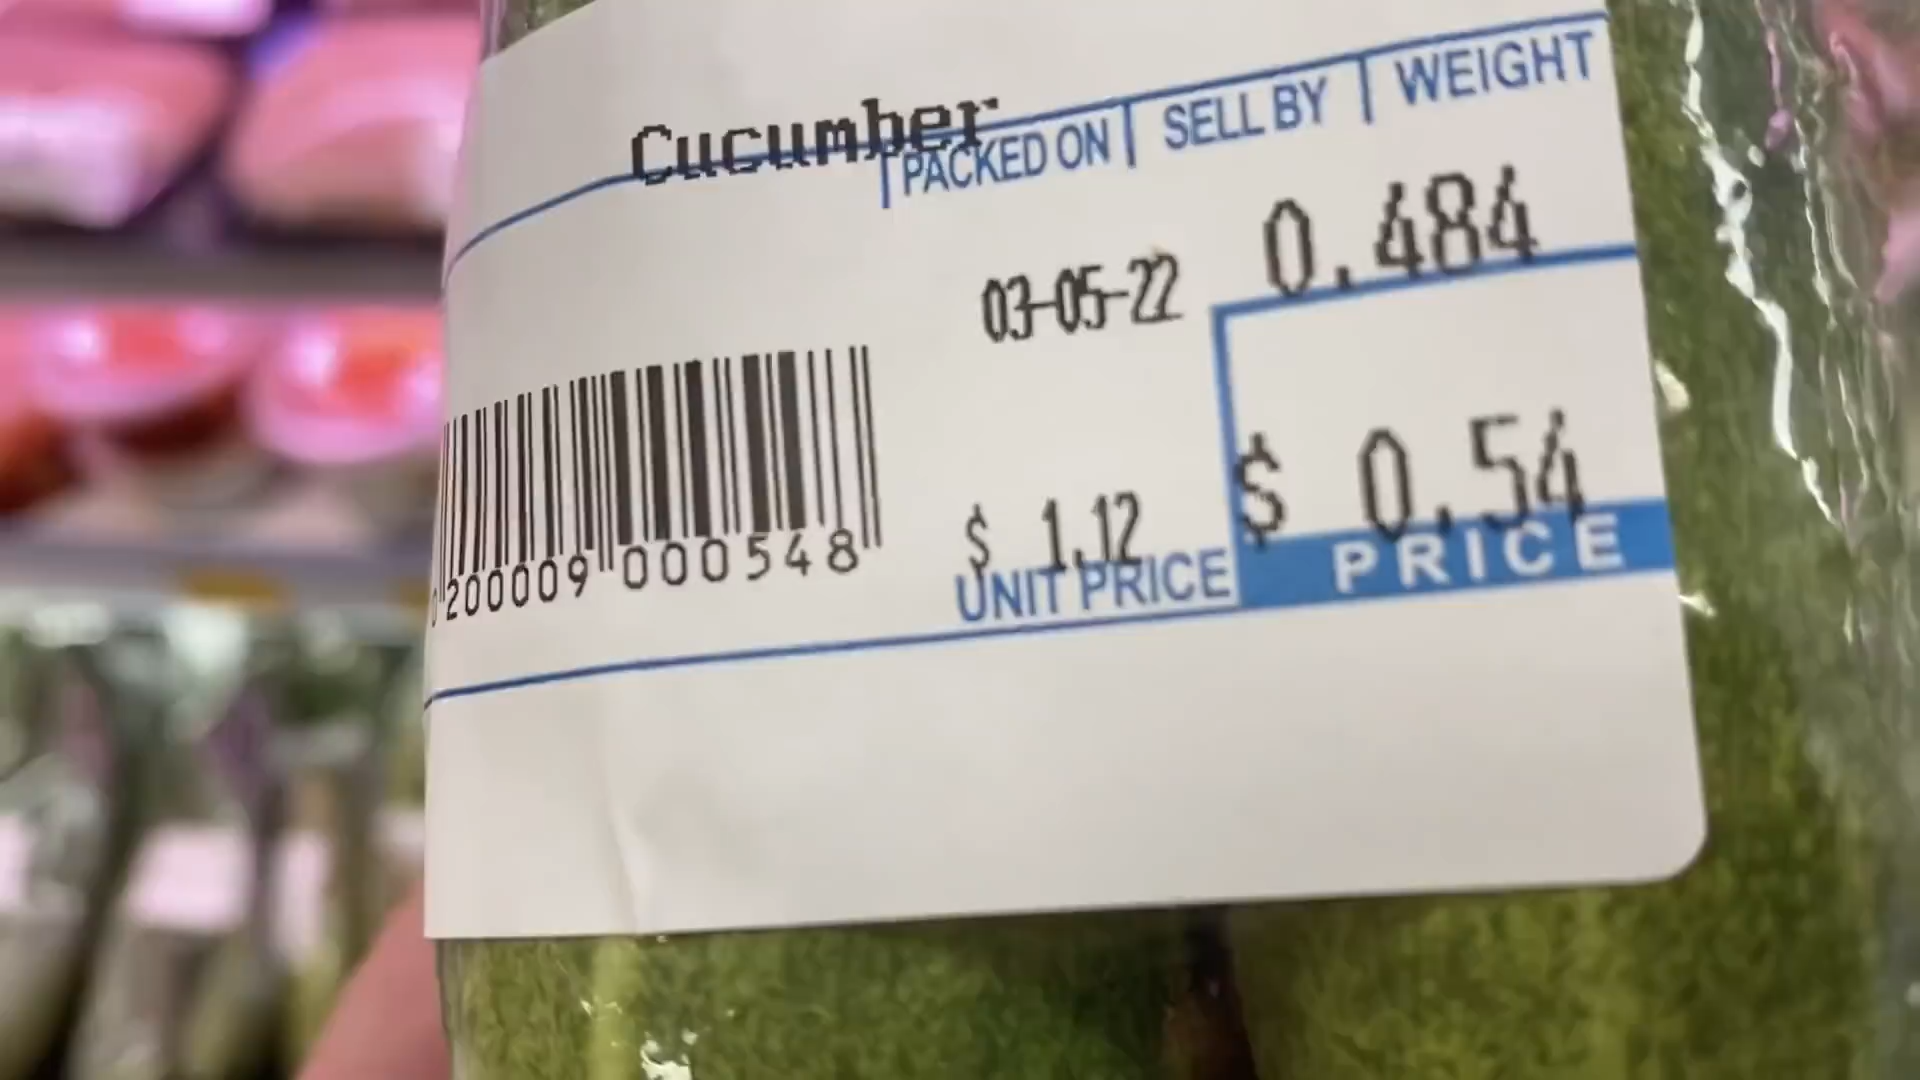 Cucumber
PACKED ON SELL BY WEIGHT
03-05-22 0.484
$ 1.12 $ 0.54
UNIT PRICE PRICE
0 200009 000548